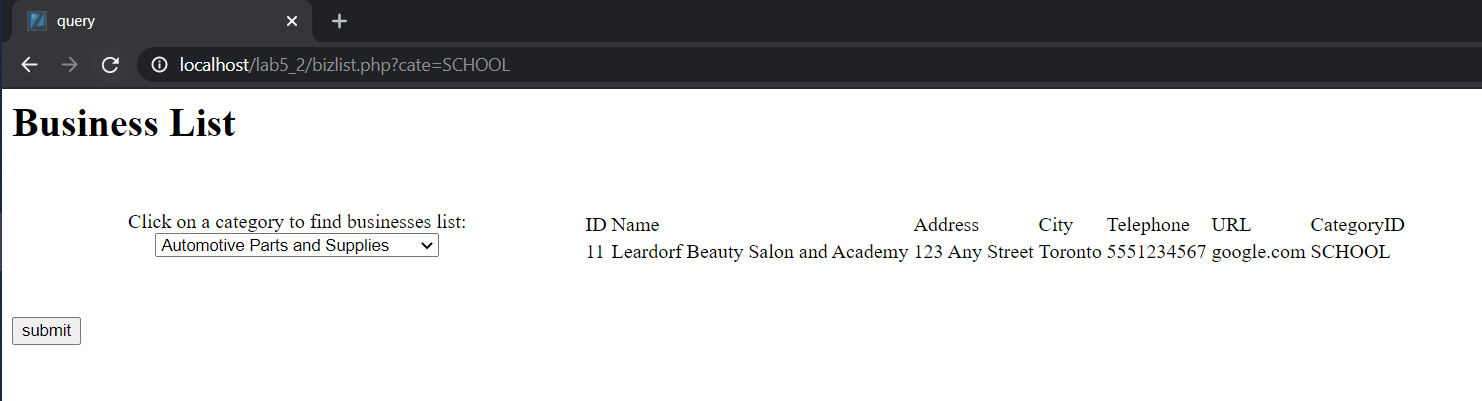 query
localhost/lab5_2/bizlist.php?cate=SCHOOL
Business List
Click on a category to find businesses list:
Automotive Parts and Supplies
ID Name Address City Telephone URL CategoryID
11 Leardorf Beauty Salon and Academy 123 Any Street Toronto 5551234567 google.com SCHOOL
submit